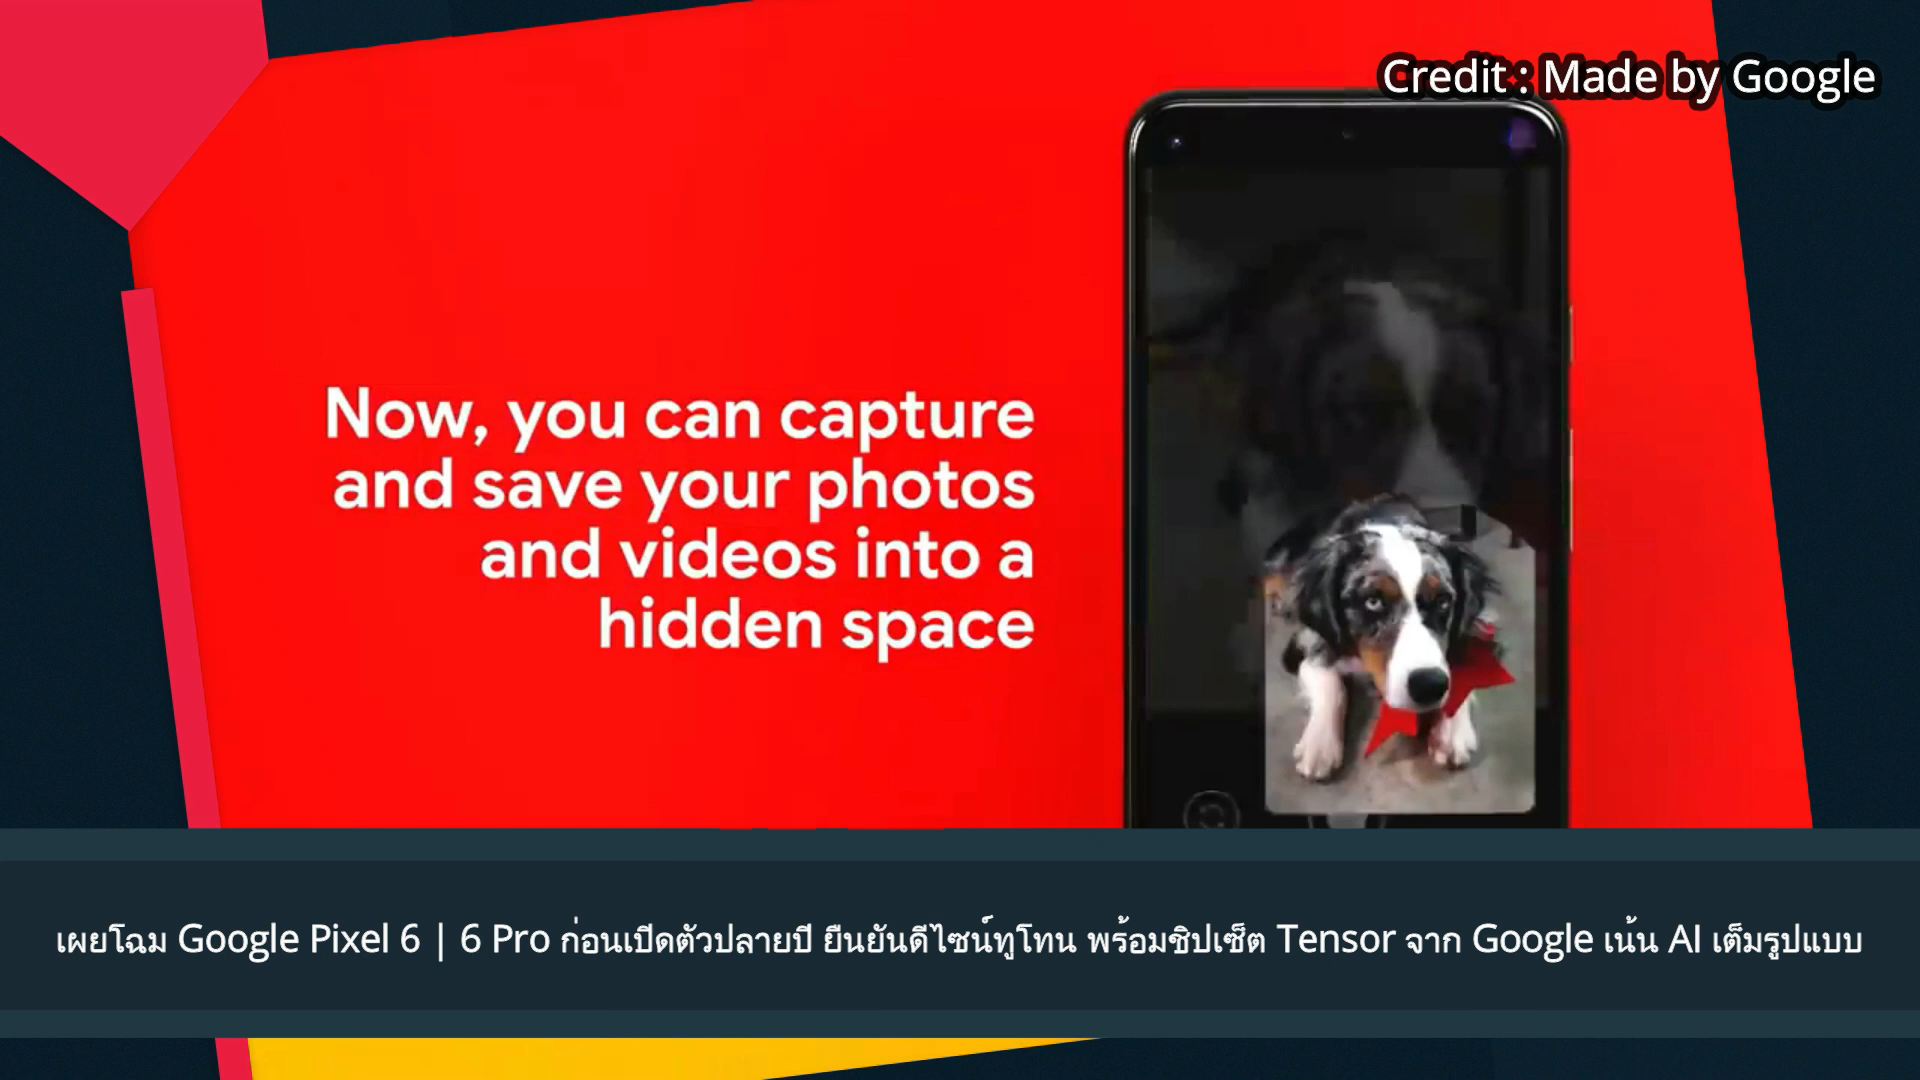 Credit : Made by Google
Now, you can capture
and save your photos
and videos into a
hidden space
เผยโฉม Google Pixel 6 | 6 Pro ก่อนเปิดตัวปลายปี ยืนยันดีไซน์ทูโทน พร้อมชิปเซ็ต Tensor จาก Google เน้น AI เต็มรูปแบบ